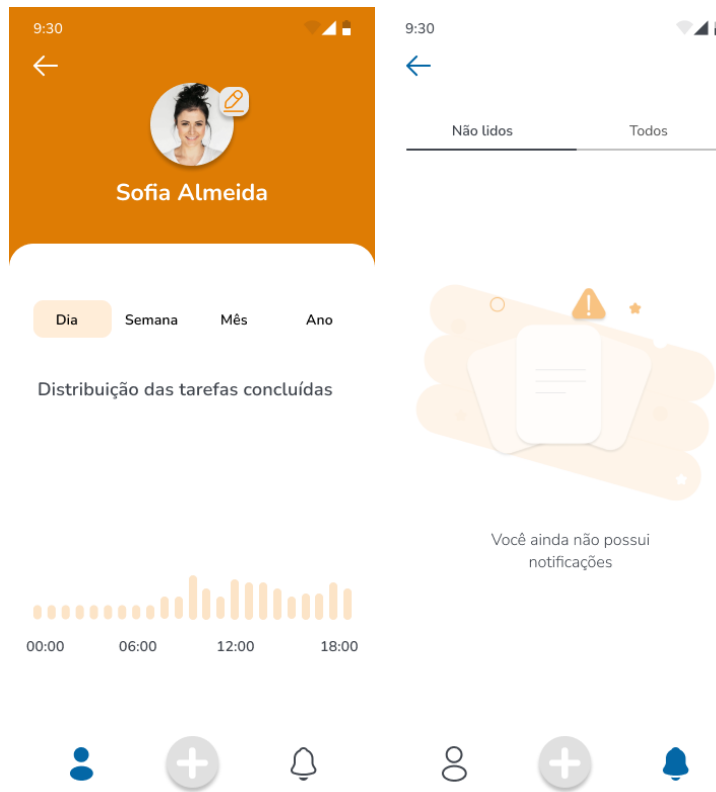 9:30
Sofia Almeida
Dia Semana Mês Ano
Distribuição das tarefas concluídas
00:00 06:00 12:00 18:00
9:30
Não lidos Todos
Você ainda não possui
notificações